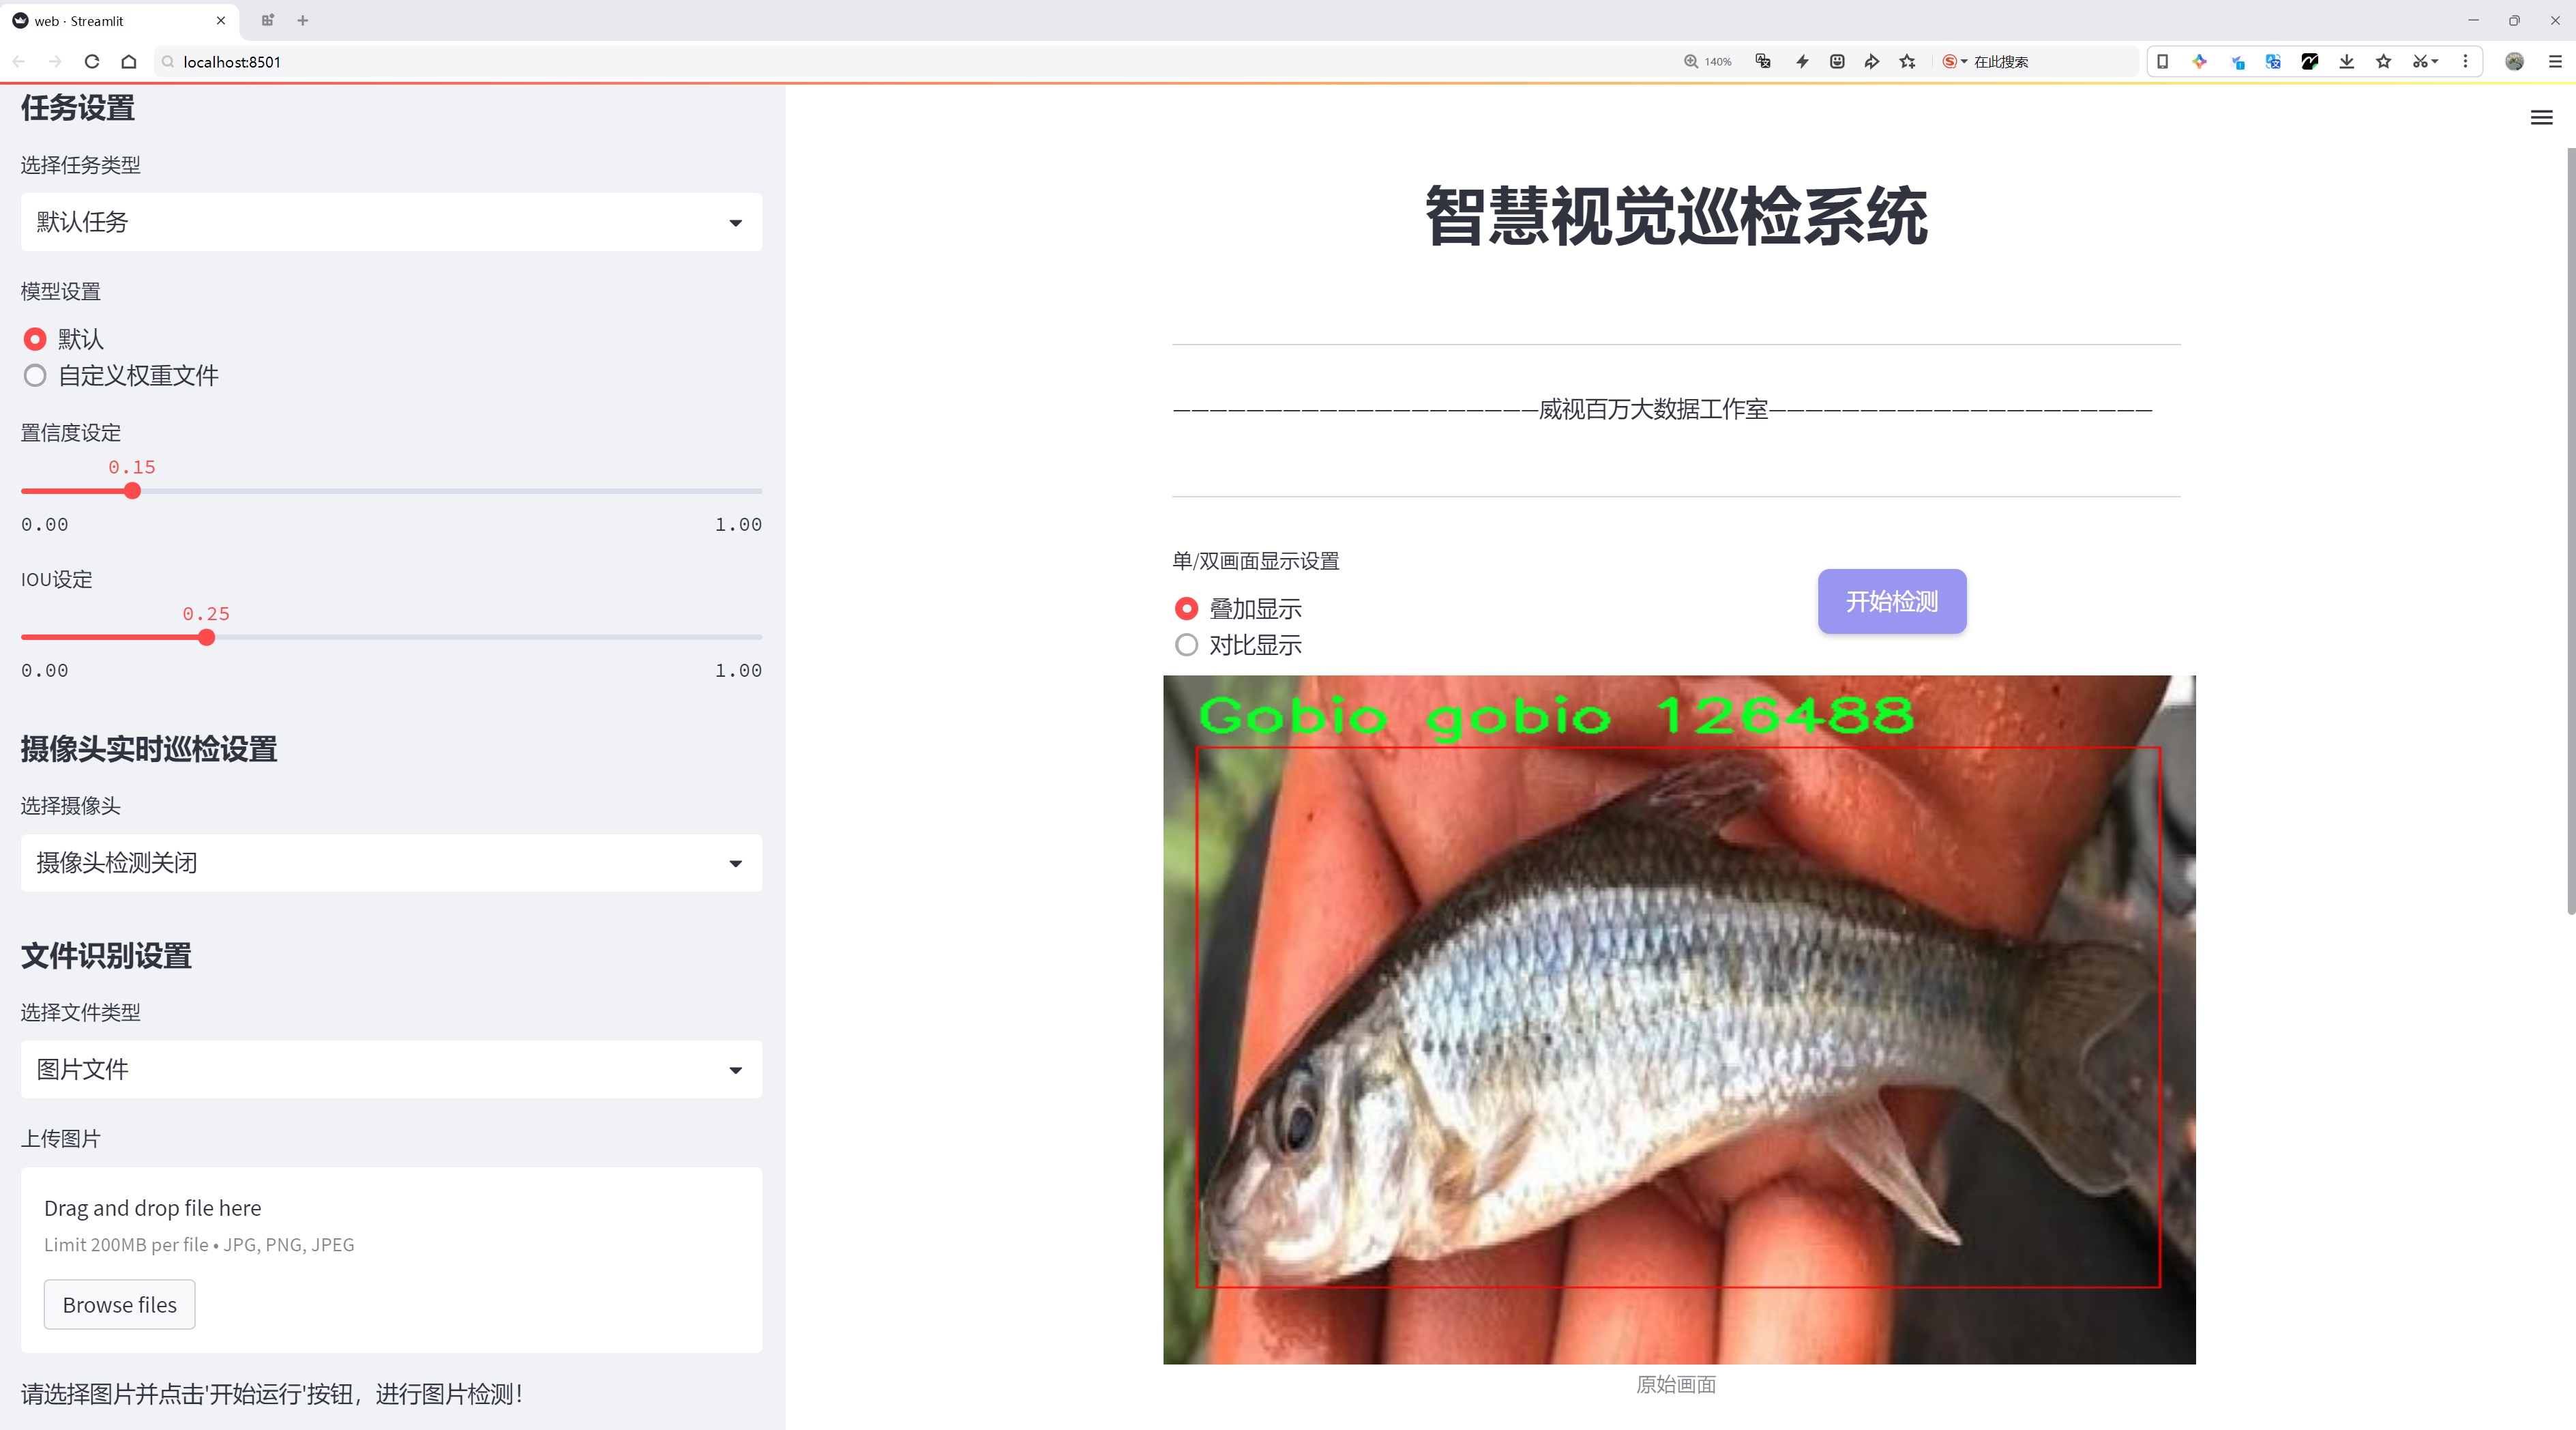 web · Streamlit
localhost:8501
140%
在此搜索
任务设置
选择任务类型
默认任务
模型设置
默认
自定义权重文件
置信度设定
0.15
0.00
1.00
IOU设定
0.25
0.00
1.00
摄像头实时巡检设置
选择摄像头
摄像头检测关闭
文件识别设置
选择文件类型
图片文件
上传图片
Drag and drop file here
Limit 200MB per file • JPG, PNG, JPEG
Browse files
请选择图片并点击'开始运行'按钮，进行图片检测！
智慧视觉巡检系统
————————————————————威视百万大数据工作室—————————————————————
单/双画面显示设置
叠加显示
对比显示
开始检测
Gobio gobio 126488
原始画面